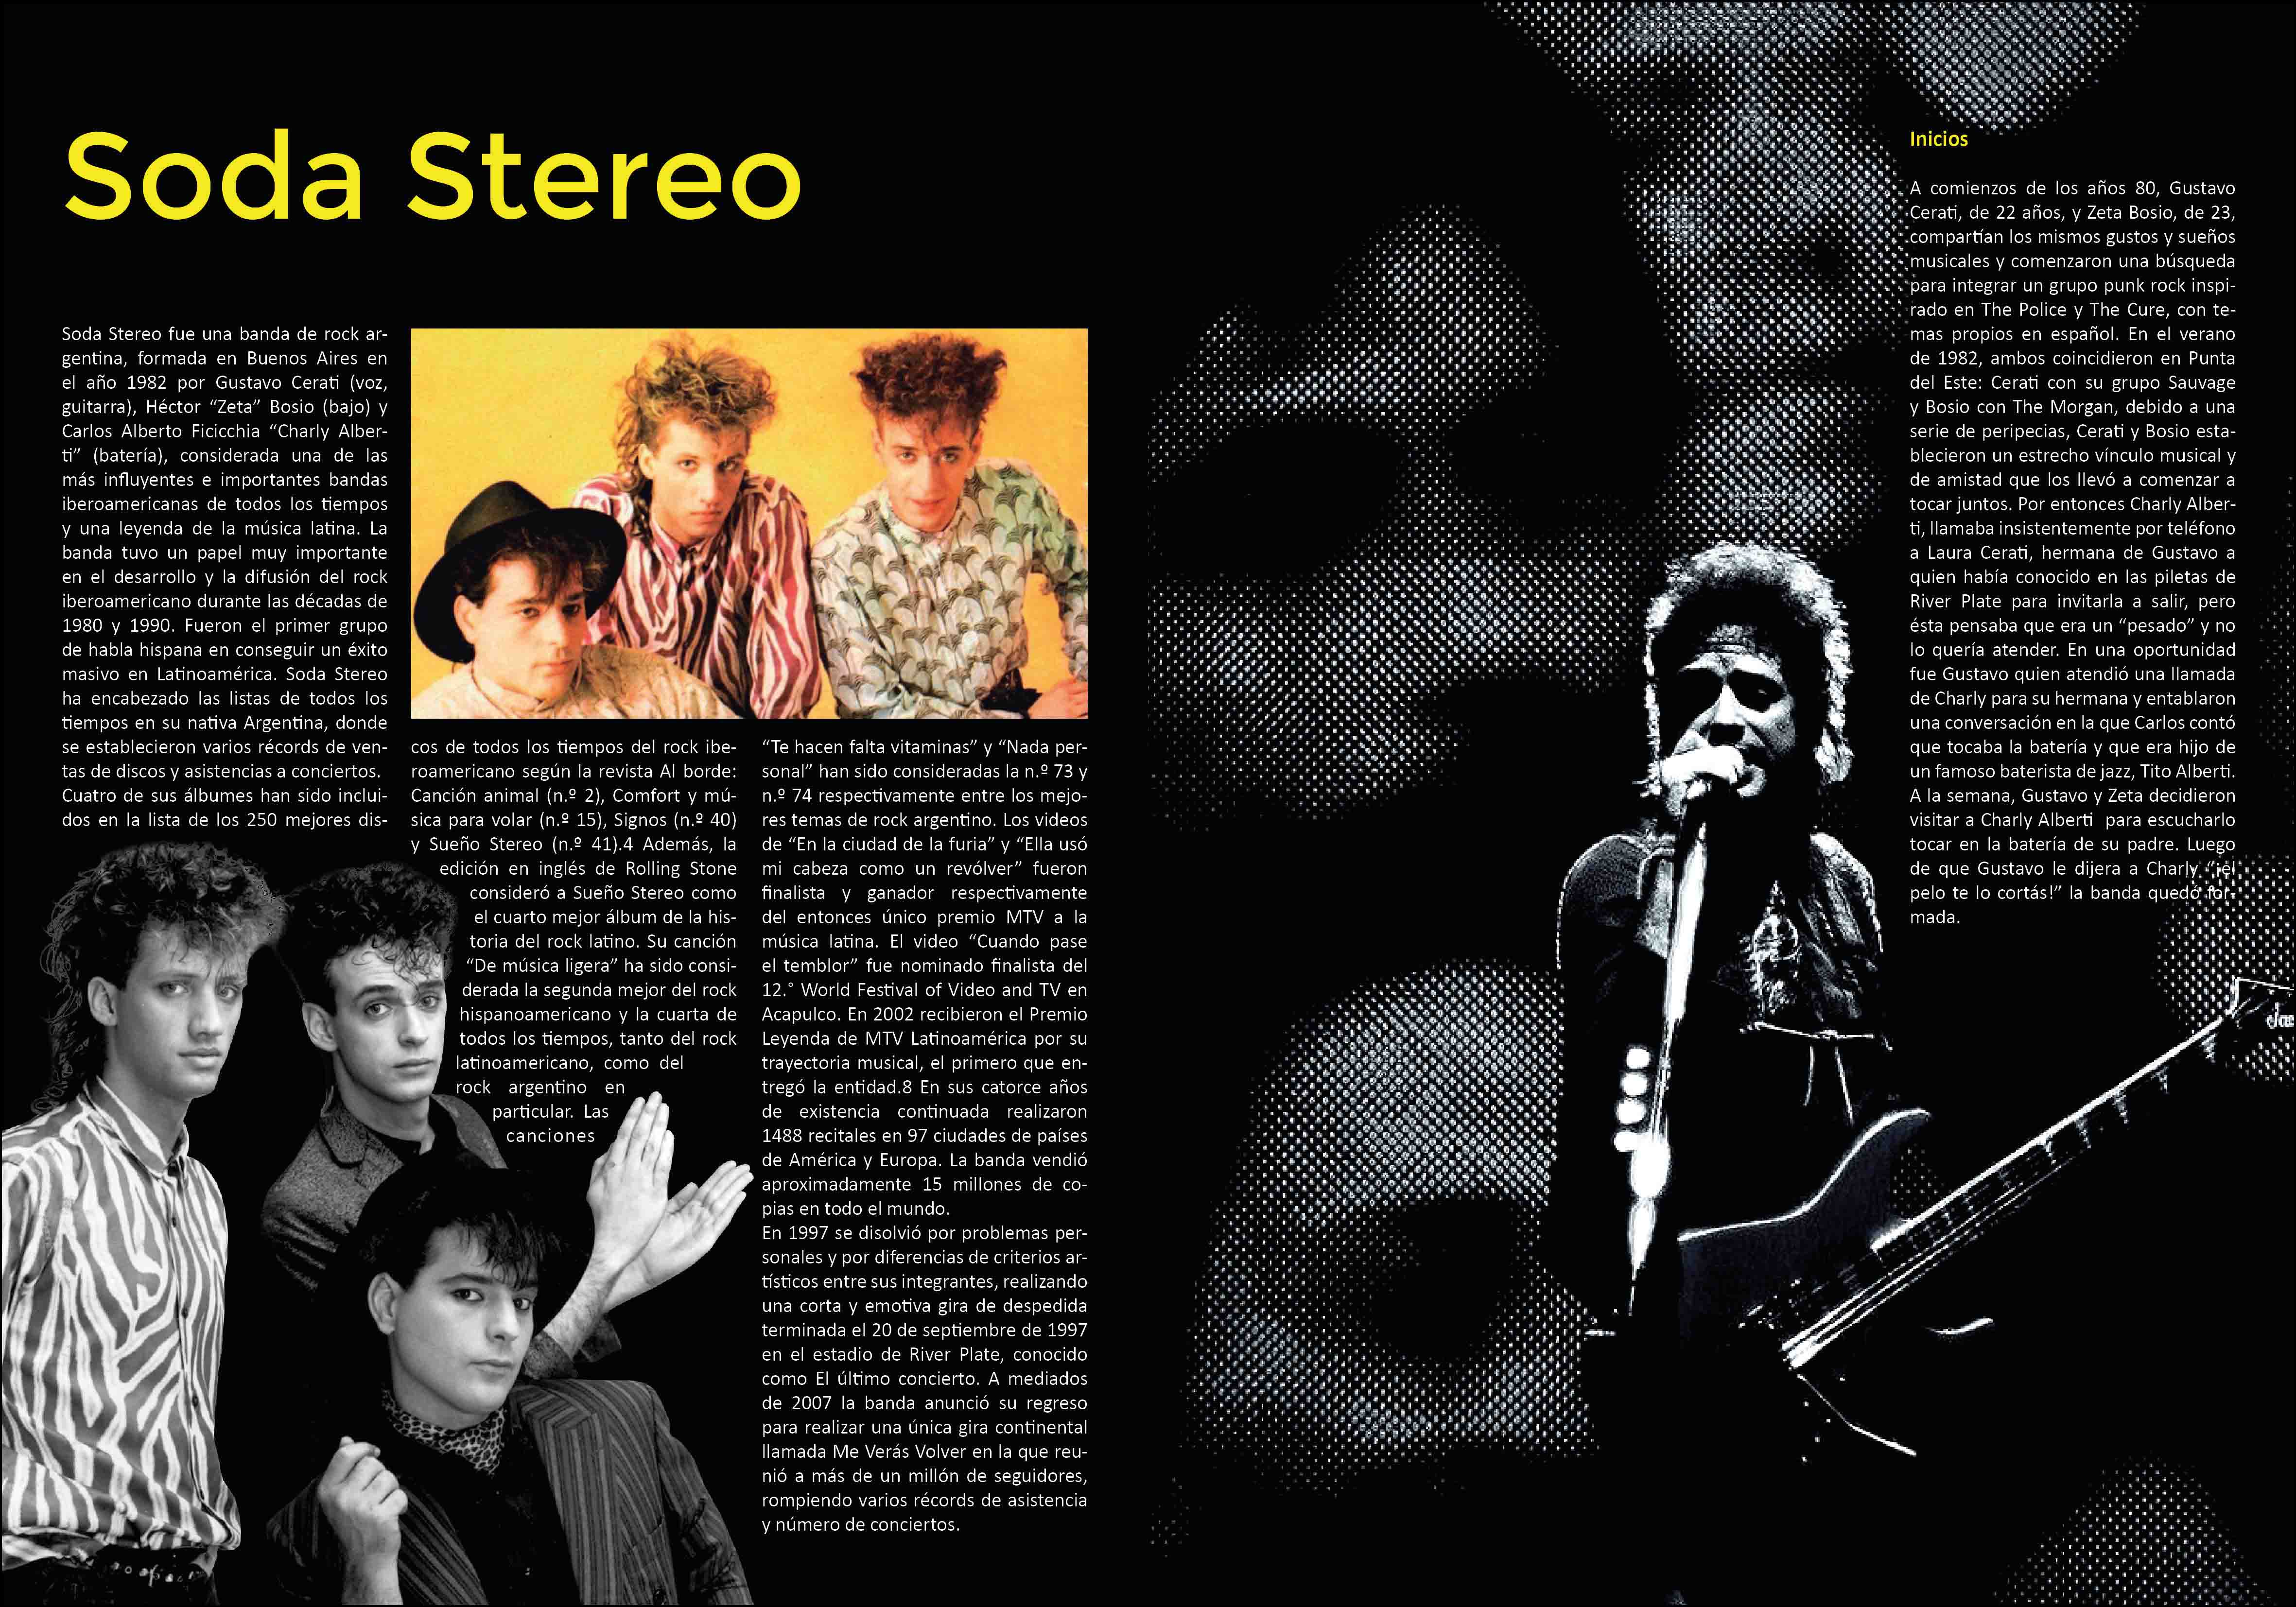 Soda Stereo
Soda Stereo fue una banda de rock ar-
gentina, formada en Buenos Aires en
el año 1982 por Gustavo Cerati (voz,
guitarra), Héctor “Zeta” Bosio (bajo) y
Carlos Alberto Ficicchia “Charly Alber-
ti” (batería), considerada una de las
más influyentes e importantes bandas
iberoamericanas de todos los tiempos
y una leyenda de la música latina. La
banda tuvo un papel muy importante
en el desarrollo y la difusión del rock
iberoamericano durante las décadas de
1980 y 1990. Fueron el primer grupo
de habla hispana en conseguir un éxito
masivo en Latinoamérica. Soda Stereo
ha encabezado las listas de todos los
tiempos en su nativa Argentina, donde
se establecieron varios récords de ven-
tas de discos y asistencias a conciertos.
Cuatro de sus álbumes han sido inclui-
dos en la lista de los 250 mejores dis-
cos de todos los tiempos del rock ibe-
roamericano según la revista Al borde:
Canción animal (n.º 2), Comfort y mú-
sica para volar (n.º 15), Signos (n.º 40)
y Sueño Stereo (n.º 41).4 Además, la
edición en inglés de Rolling Stone
consideró a Sueño Stereo como
el cuarto mejor álbum de la his-
toria del rock latino. Su canción
“De música ligera” ha sido consi-
derada la segunda mejor del rock
hispanoamericano y la cuarta de
todos los tiempos, tanto del rock
latinoamericano, como del
rock argentino en
particular. Las
canciones
“Te hacen falta vitaminas” y “Nada per-
sonal” han sido consideradas la n.º 73 y
n.º 74 respectivamente entre los mejo-
res temas de rock argentino. Los videos
de “En la ciudad de la furia” y “Ella usó
mi cabeza como un revólver” fueron
finalista y ganador respectivamente
del entonces único premio MTV a la
música latina. El video “Cuando pase
el temblor” fue nominado finalista del
12.° World Festival of Video and TV en
Acapulco. En 2002 recibieron el Premio
Leyenda de MTV Latinoamérica por su
trayectoria musical, el primero que en-
tregó la entidad.8 En sus catorce años
de existencia continuada realizaron
1488 recitales en 97 ciudades de países
de América y Europa. La banda vendió
aproximadamente 15 millones de co-
pias en todo el mundo.
En 1997 se disolvió por problemas per-
sonales y por diferencias de criterios ar-
tísticos entre sus integrantes, realizando
una corta y emotiva gira de despedida
terminada el 20 de septiembre de 1997
en el estadio de River Plate, conocido
como El último concierto. A mediados
de 2007 la banda anunció su regreso
para realizar una única gira continental
llamada Me Verás Volver en la que reu-
nió a más de un millón de seguidores,
rompiendo varios récords de asistencia
y número de conciertos.
Inicios
A comienzos de los años 80, Gustavo
Cerati, de 22 años, y Zeta Bosio, de 23,
compartían los mismos gustos y sueños
musicales y comenzaron una búsqueda
para integrar un grupo punk rock inspi-
rado en The Police y The Cure, con te-
mas propios en español. En el verano
de 1982, ambos coincidieron en Punta
del Este: Cerati con su grupo Sauvage
y Bosio con The Morgan, debido a una
serie de peripecias, Cerati y Bosio esta-
blecieron un estrecho vínculo musical y
de amistad que los llevó a comenzar a
tocar juntos. Por entonces Charly Alber-
ti, llamaba insistentemente por teléfono
a Laura Cerati, hermana de Gustavo a
quien había conocido en las piletas de
River Plate para invitarla a salir, pero
ésta pensaba que era un “pesado” y no
lo quería atender. En una oportunidad
fue Gustavo quien atendió una llamada
de Charly para su hermana y entablaron
una conversación en la que Carlos contó
que tocaba la batería y que era hijo de
un famoso baterista de jazz, Tito Alberti.
A la semana, Gustavo y Zeta decidieron
visitar a Charly Alberti para escucharlo
tocar en la batería de su padre. Luego
de que Gustavo le dijera a Charly “¡el
pelo te lo cortás!” la banda quedó for-
mada.